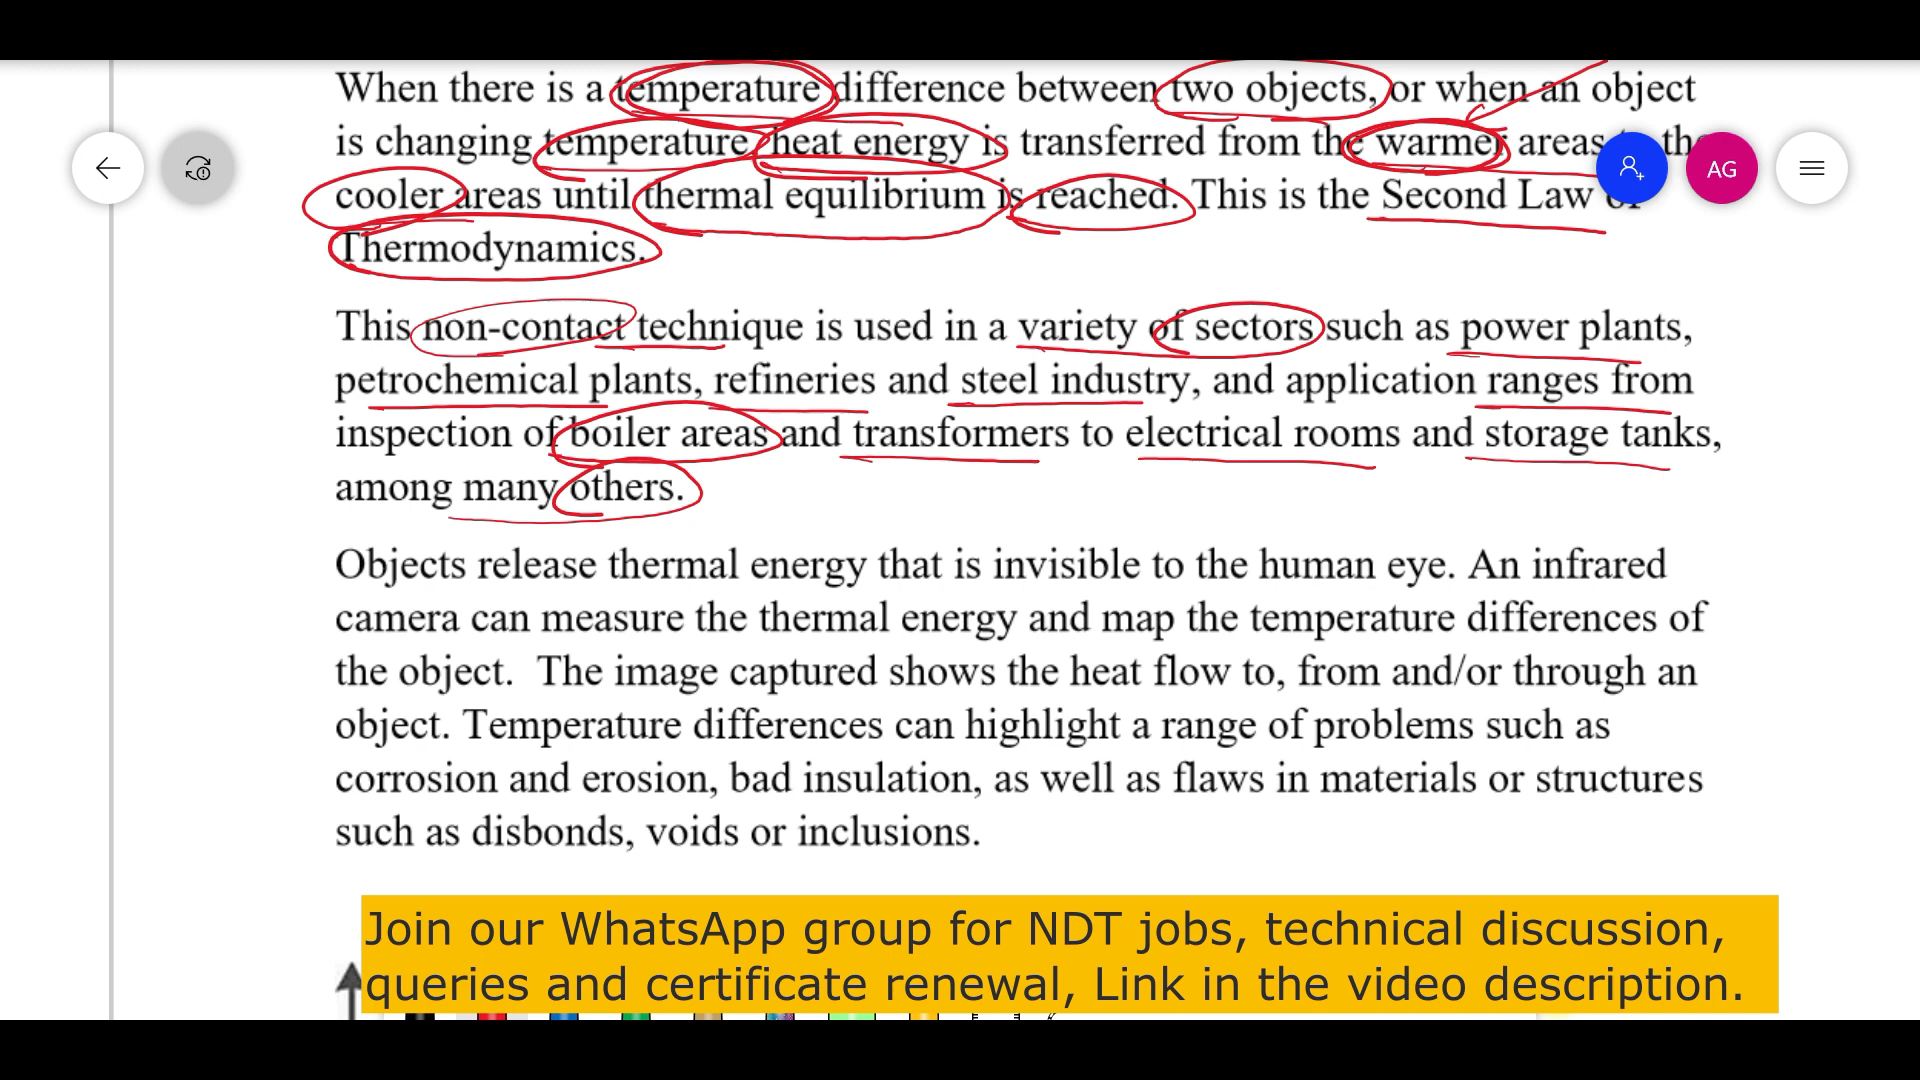 When there is a temperature difference between two objects, or when an object
is changing temperature, heat energy is transferred from the warmer areas to the
cooler areas until thermal equilibrium is reached. This is the Second Law of
Thermodynamics.
This non-contact technique is used in a variety of sectors such as power plants,
petrochemical plants, refineries and steel industry, and application ranges from
inspection of boiler areas and transformers to electrical rooms and storage tanks,
among many others.
Objects release thermal energy that is invisible to the human eye. An infrared
camera can measure the thermal energy and map the temperature differences of
the object. The image captured shows the heat flow to, from and/or through an
object. Temperature differences can highlight a range of problems such as
corrosion and erosion, bad insulation, as well as flaws in materials or structures
such as disbonds, voids or inclusions.
AG
Join our WhatsApp group for NDT jobs, technical discussion,
queries and certificate renewal, Link in the video description.